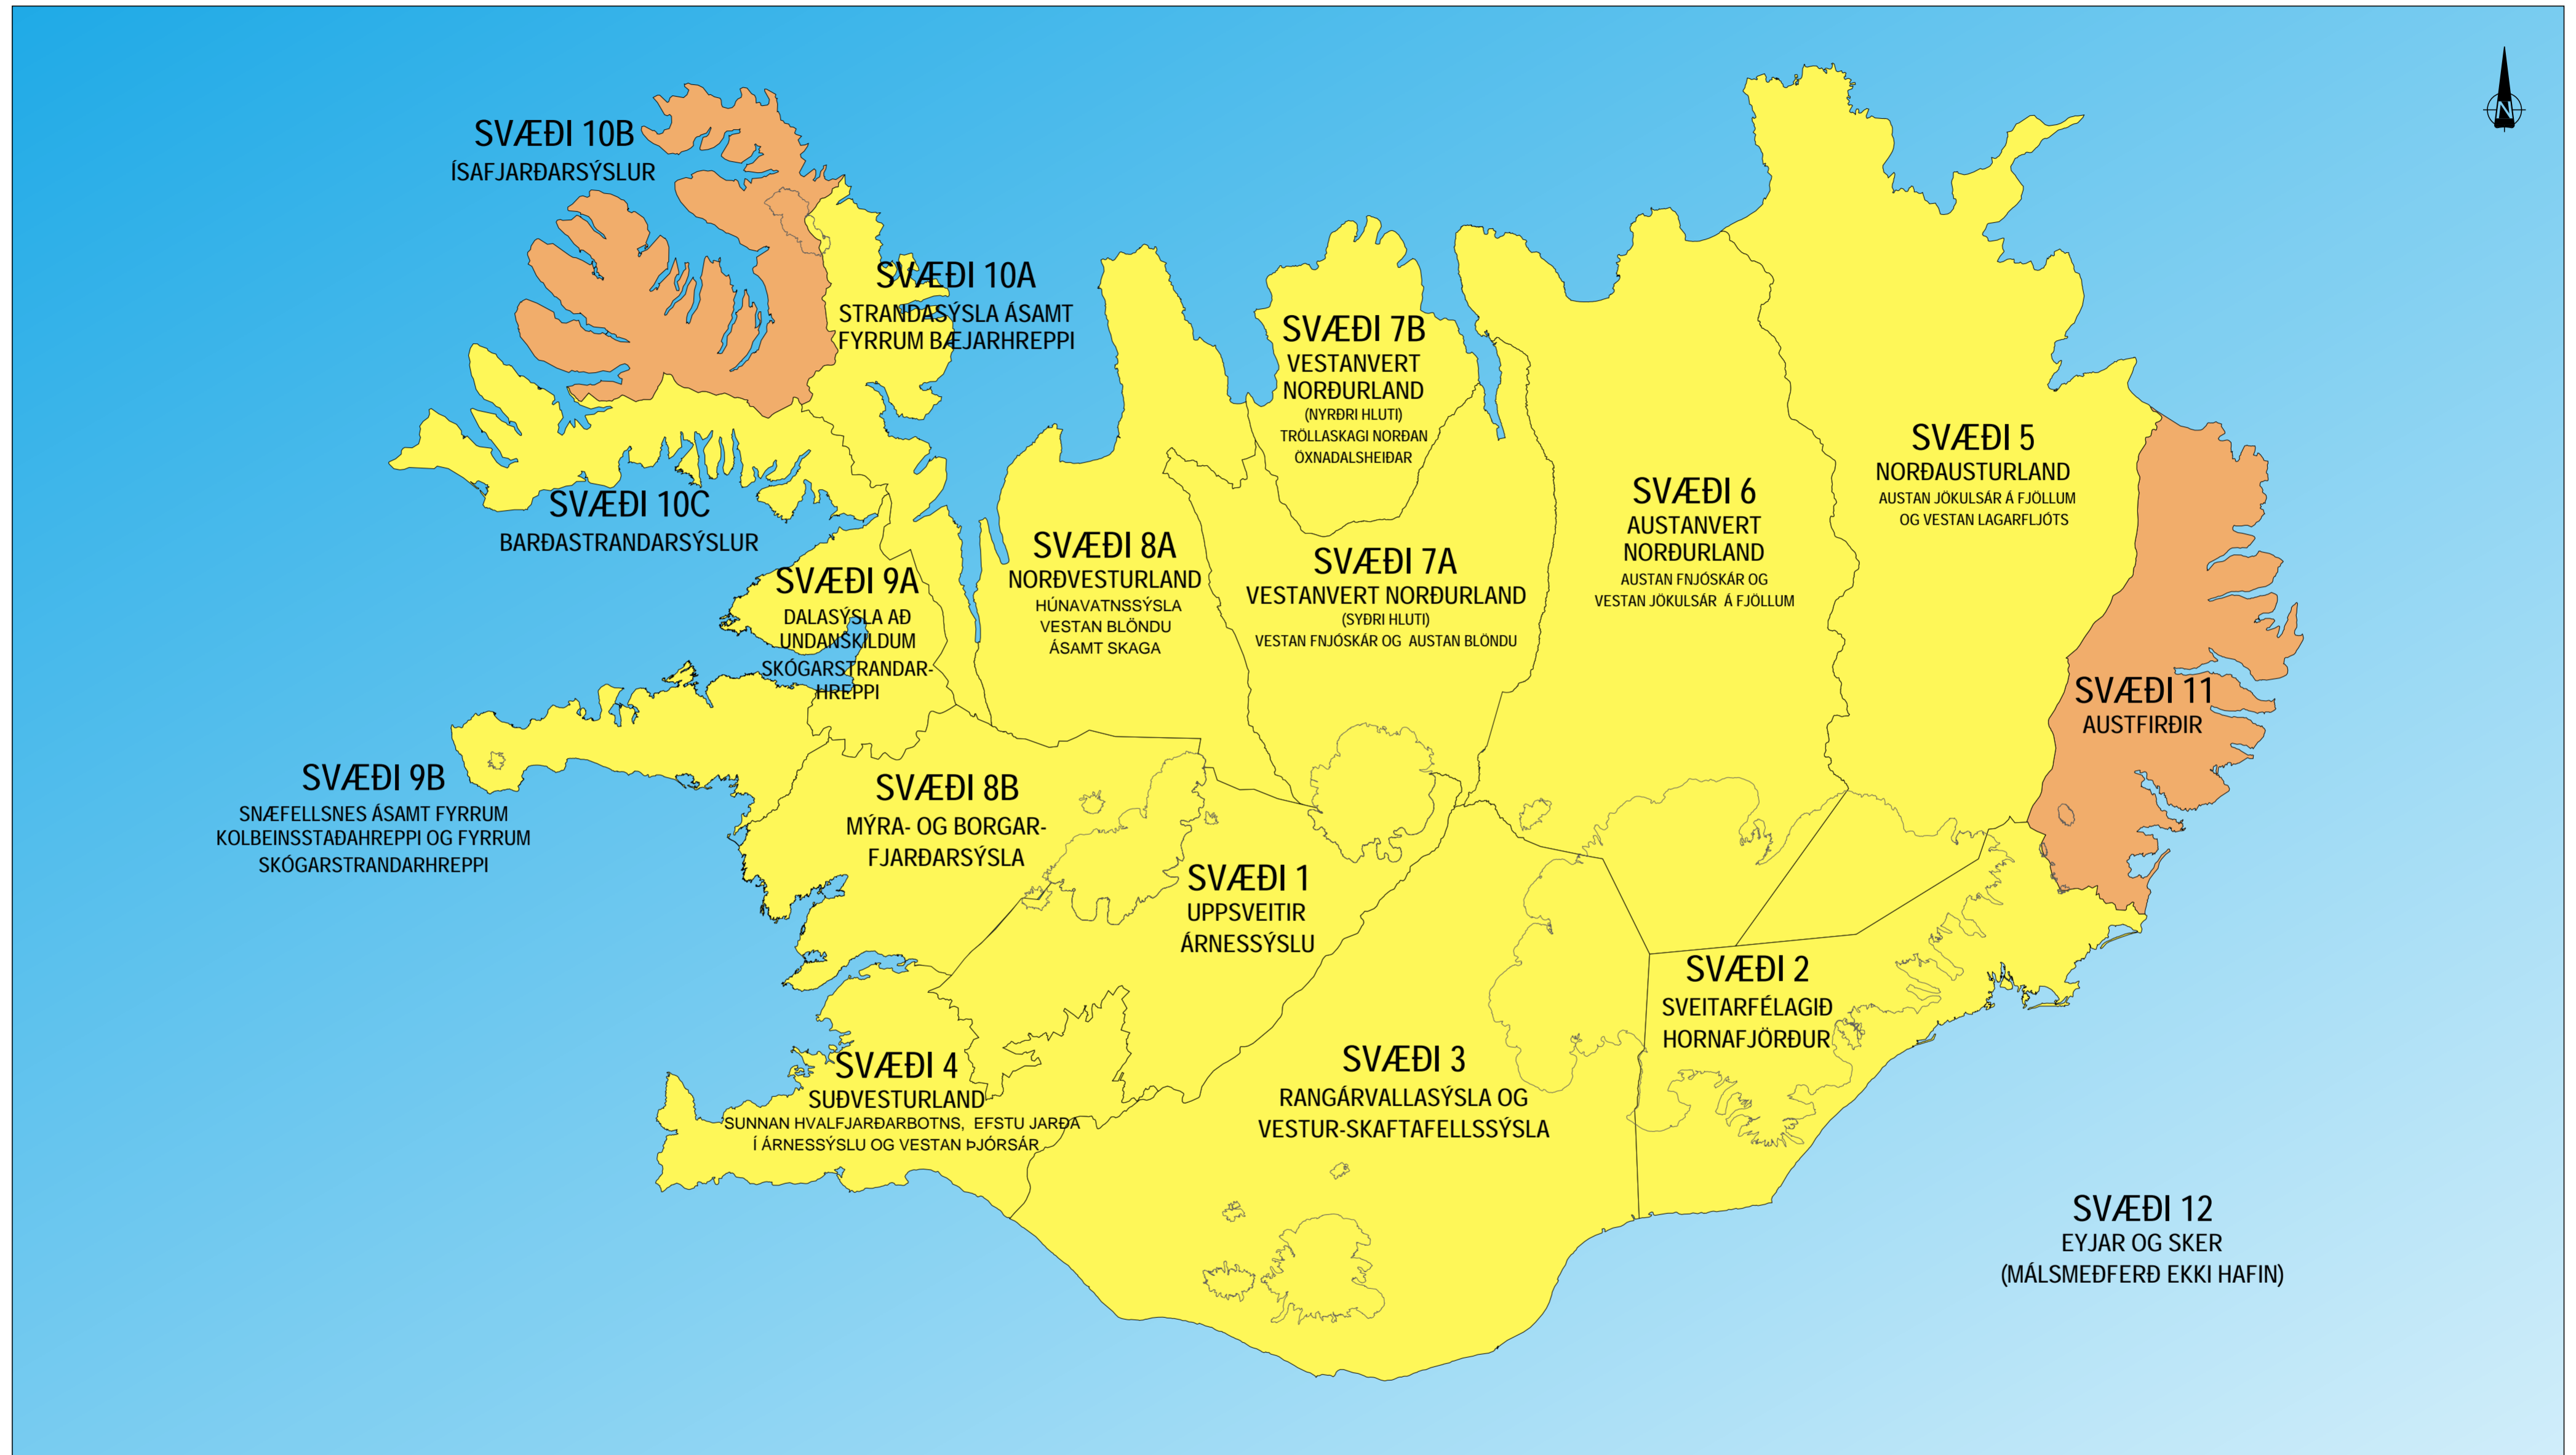 SVÆÐI 10B
ÍSAFJARÐARSÝSLUR
SVÆÐI 10A
STRANDASÝSLA ÁSAMT
FYRRUM BÆJARHREPPI
SVÆÐI 7B
VESTANVERT
NORÐURLAND
(NYRÐRI HLUTI)
TRÖLLASKAGI NORÐAN
ÖXNADALSHEIÐAR
SVÆÐI 5
NORÐAUSTURLAND
AUSTAN JÖKULSÁR Á FJÖLLUM
OG VESTAN LAGARFLJÓTS
SVÆÐI 10C
BARÐASTRANDARSÝSLUR
SVÆÐI 6
AUSTANVERT
NORÐURLAND
AUSTAN FNJÓSKÁR OG
VESTAN JÖKULSÁR Á FJÖLLUM
SVÆÐI 8A
NORÐVESTURLAND
HÚNAVATNSSÝSLA
VESTAN BLÖNDU
ÁSAMT SKAGA
SVÆÐI 7A
VESTANVERT NORÐURLAND
(SYÐRI HLUTI)
VESTAN FNJÓSKÁR OG AUSTAN BLÖNDU
SVÆÐI 9A
DALASÝSLA AÐ
UNDANSKILDUM
SKÓGARSTRANDAR-
HREPPI
SVÆÐI 11
AUSTFIRÐIR
SVÆÐI 9B
SNÆFELLSNES ÁSAMT FYRRUM
KOLBEINSSTAÐAHREPPI OG FYRRUM
SKÓGARSTRANDARHREPPI
SVÆÐI 8B
MÝRA- OG BORGAR-
FJARÐARSÝSLA
SVÆÐI 1
UPPSVEITIR
ÁRNESSÝSLU
SVÆÐI 2
SVEITARFÉLAGIÐ
HORNAFJÖRÐUR
SVÆÐI 4
SUÐVESTURLAND
SUNNAN HVALFJARÐARBOTNS, EFSTU JARÐA
Í ÁRNESSÝSLU OG VESTAN ÞJÓRSÁR
SVÆÐI 3
RANGÁRVALLASÝSLA OG
VESTUR-SKAFTAFELLSSÝSLA
SVÆÐI 12
EYJAR OG SKER
(MÁLSMEÐFERÐ EKKI HAFIN)
N